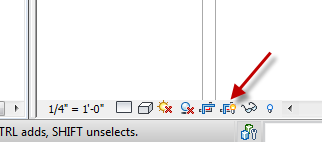 1/4" = 1'-0"
TRL adds, SHIFT unselects.